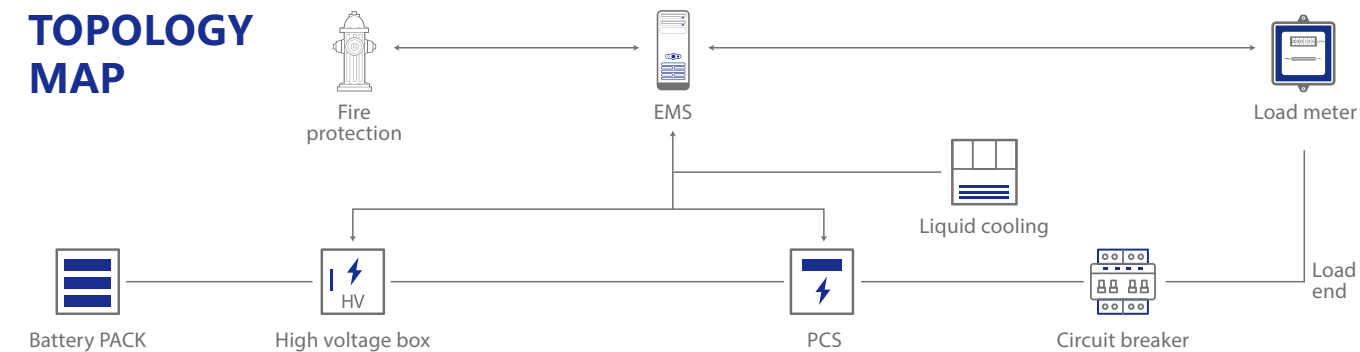 TOPOLOGY
MAP
Fire
protection
EMS
Load meter
Liquid cooling
HV
Load
end
Battery PACK
High voltage box
PCS
Circuit breaker